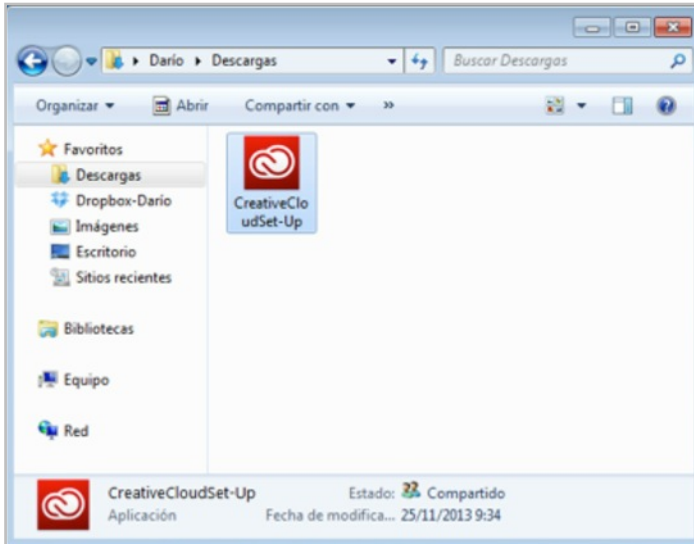 Darío Descargas
Buscar Descargas
Organizar Abrir Compartir con »
Favoritos
Descargas
Dropbox-Darío
Imágenes
Escritorio
Sitios recientes
Bibliotecas
Equipo
Red
CreativeClo
udSet-Up
CreativeCloudSet-Up Estado: Compartido
Aplicación Fecha de modifica... 25/11/2013 9:34